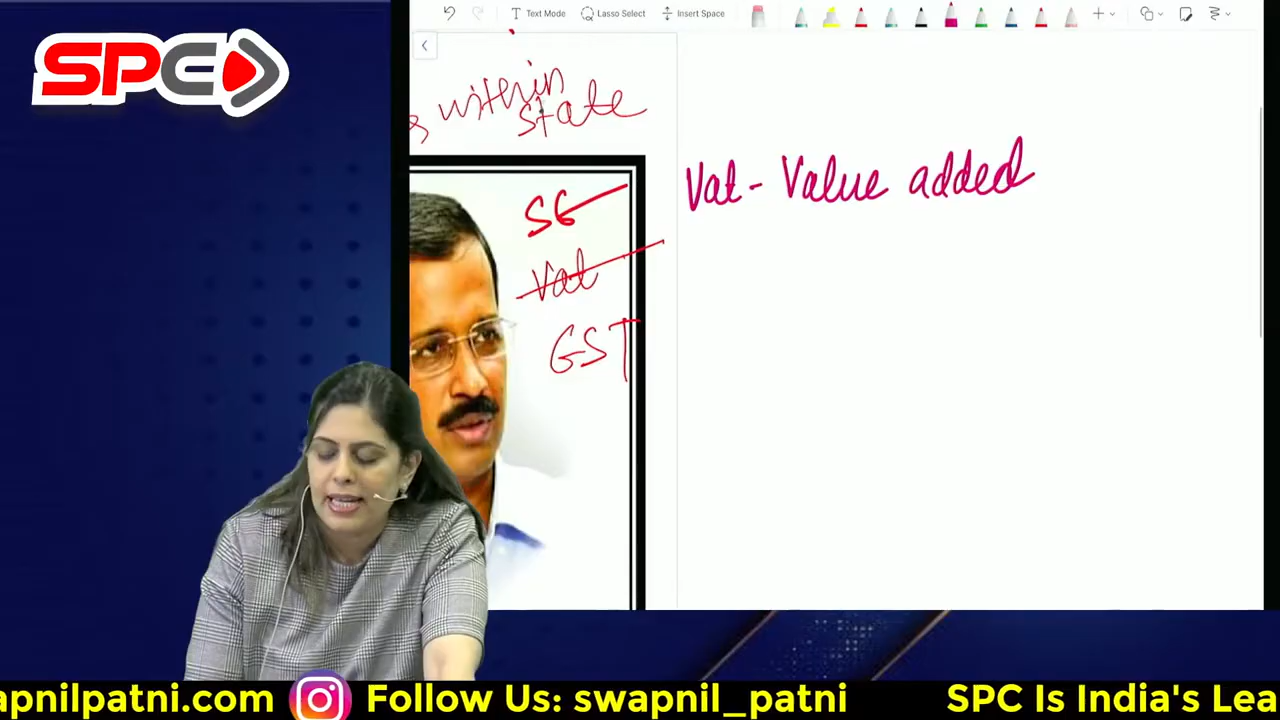 Text Mode
Lasso Select
Insert Space
SPC
within
state
SG
Vat
GST
Vat - Value added
apnilpatni.com
Follow Us: swapnil_patni
SPC Is India's Lea